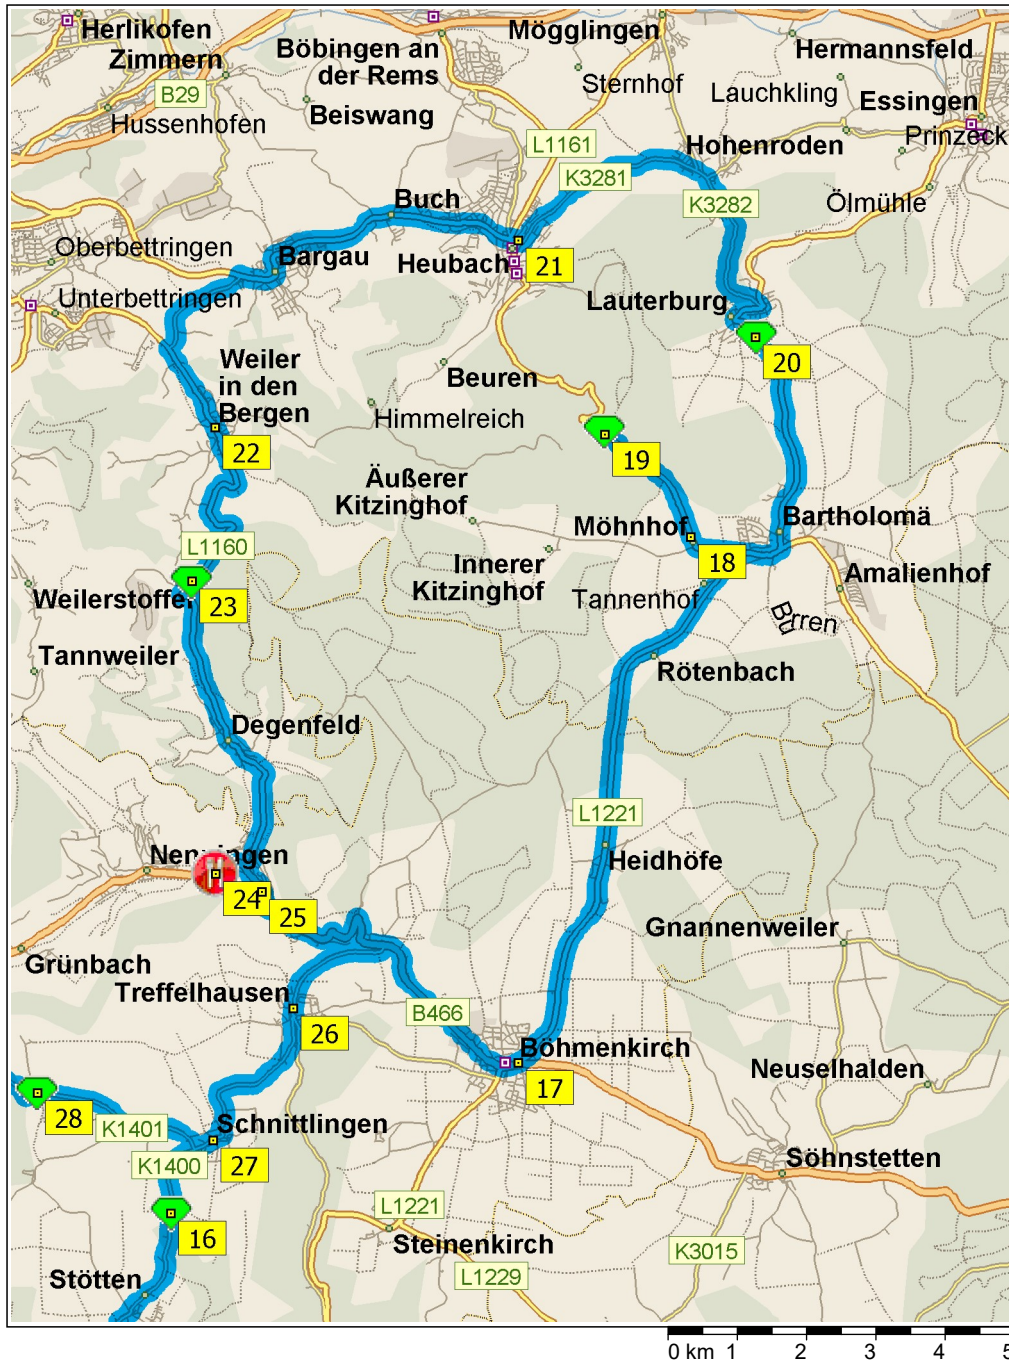 Herlikofen
Zimmern
Böbingen an
der Rems
Mögglingen
Hermannsfeld
B29
Beiswang
Sternhof
Lauchkling
Essingen
Hussenhofen
L1161
Hohenroden
Prinzeck
K3281
Buch
K3282
Ölmühle
Oberbettringen
Bargau
Heubach
21
Unterbettringen
Lauterburg
20
Weiler
in den
Bergen
Beuren
Himmelreich
22
19
Äußerer
Kitzinghof
Möhnhof
Bartholomä
L1160
Innerer
Kitzinghof
18
Amalienhof
Weilerstoffel
23
Tannenhof
Tannweiler
Rötenbach
Degenfeld
L1221
Nenningen
Heidhöfe
24
25
Gnannenweiler
Grünbach
Treffelhausen
B466
26
Böhmenkirch
17
Neuselhalden
28
K1401
Schnittlingen
K1400
27
Söhnstetten
16
L1221
Steinenkirch
K3015
Stötten
L1229
0 km 1 2 3 4 5